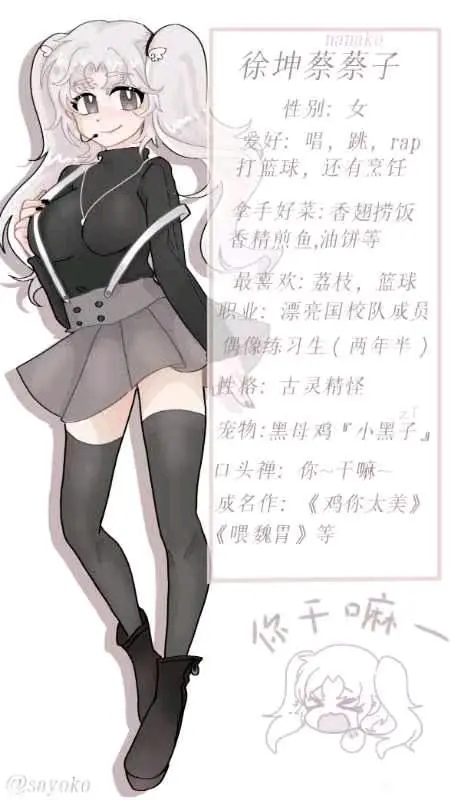 nanako
徐坤蔡蔡子
性别：女
爱好：唱，跳，rap
打篮球，还有烹饪
拿手好菜：香翅捞饭
香精煎鱼，油饼等
最喜欢：荔枝，篮球
职业：漂亮国校队成员
偶像练习生（两年半）
性格：古灵精怪
zi
宠物：黑母鸡『小黑子』
口头禅：你~干嘛~
成名作：《鸡你太美》
《喂魏胃》等
你干嘛~
@snyoko